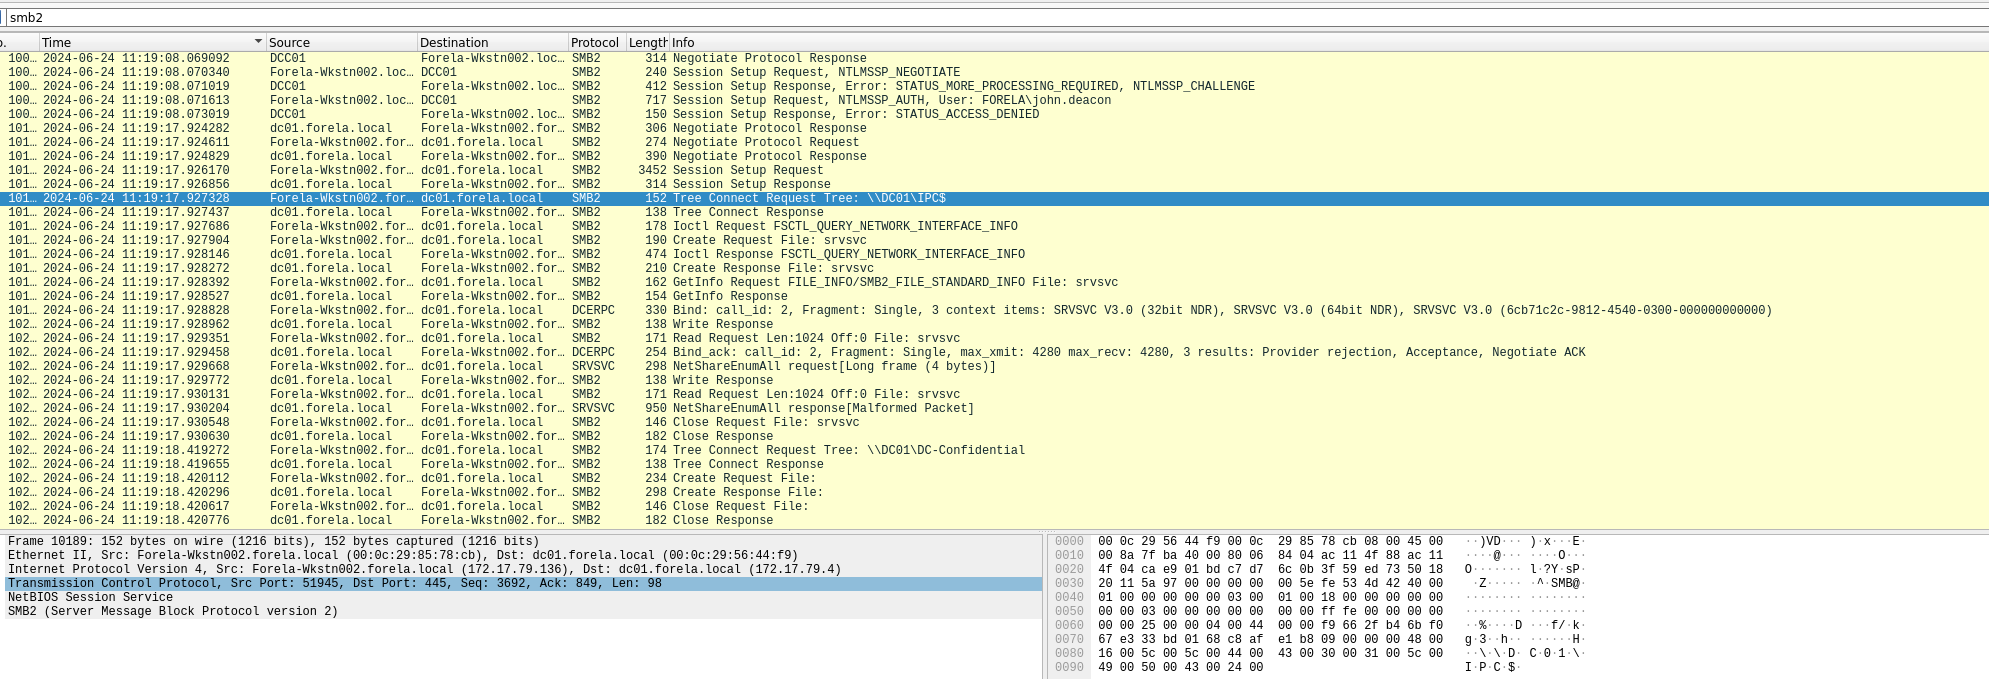 smb2
o. Time Source Destination Protocol Length Info
100… 2024-06-24 11:19:08.069092 DCC01 Forela-Wkstn002.loc… SMB2 314 Negotiate Protocol Response
100… 2024-06-24 11:19:08.070340 Forela-Wkstn002.loc… DCC01 SMB2 240 Session Setup Request, NTLMSSP_NEGOTIATE
100… 2024-06-24 11:19:08.071019 DCC01 Forela-Wkstn002.loc… SMB2 412 Session Setup Response, Error: STATUS_MORE_PROCESSING_REQUIRED, NTLMSSP_CHALLENGE
100… 2024-06-24 11:19:08.071613 Forela-Wkstn002.loc… DCC01 SMB2 717 Session Setup Request, NTLMSSP_AUTH, User: FORELA\john.deacon
100… 2024-06-24 11:19:08.073019 DCC01 Forela-Wkstn002.loc… SMB2 150 Session Setup Response, Error: STATUS_ACCESS_DENIED
101… 2024-06-24 11:19:17.924282 dc01.forela.local Forela-Wkstn002.for… SMB2 306 Negotiate Protocol Response
101… 2024-06-24 11:19:17.924611 Forela-Wkstn002.for… dc01.forela.local SMB2 274 Negotiate Protocol Request
101… 2024-06-24 11:19:17.924829 dc01.forela.local Forela-Wkstn002.for… SMB2 390 Negotiate Protocol Response
101… 2024-06-24 11:19:17.926170 Forela-Wkstn002.for… dc01.forela.local SMB2 3452 Session Setup Request
101… 2024-06-24 11:19:17.926856 dc01.forela.local Forela-Wkstn002.for… SMB2 314 Session Setup Response
101… 2024-06-24 11:19:17.927328 Forela-Wkstn002.for… dc01.forela.local SMB2 152 Tree Connect Request Tree: \\DC01\IPC$
101… 2024-06-24 11:19:17.927437 dc01.forela.local Forela-Wkstn002.for… SMB2 138 Tree Connect Response
101… 2024-06-24 11:19:17.927686 Forela-Wkstn002.for… dc01.forela.local SMB2 178 Ioctl Request FSCTL_QUERY_NETWORK_INTERFACE_INFO
101… 2024-06-24 11:19:17.927904 Forela-Wkstn002.for… dc01.forela.local SMB2 190 Create Request File: srvsvc
101… 2024-06-24 11:19:17.928146 dc01.forela.local Forela-Wkstn002.for… SMB2 474 Ioctl Response FSCTL_QUERY_NETWORK_INTERFACE_INFO
101… 2024-06-24 11:19:17.928272 dc01.forela.local Forela-Wkstn002.for… SMB2 210 Create Response File: srvsvc
101… 2024-06-24 11:19:17.928392 Forela-Wkstn002.for… dc01.forela.local SMB2 162 GetInfo Request FILE_INFO/SMB2_FILE_STANDARD_INFO File: srvsvc
101… 2024-06-24 11:19:17.928527 dc01.forela.local Forela-Wkstn002.for… SMB2 154 GetInfo Response
101… 2024-06-24 11:19:17.928828 Forela-Wkstn002.for… dc01.forela.local DCERPC 330 Bind: call_id: 2, Fragment: Single, 3 context items: SRVSVC V3.0 (32bit NDR), SRVSVC V3.0 (64bit NDR), SRVSVC V3.0 (6cb71c2c-9812-4540-0300-000000000000)
102… 2024-06-24 11:19:17.928962 dc01.forela.local Forela-Wkstn002.for… SMB2 138 Write Response
102… 2024-06-24 11:19:17.929351 Forela-Wkstn002.for… dc01.forela.local SMB2 171 Read Request Len:1024 Off:0 File: srvsvc
102… 2024-06-24 11:19:17.929458 dc01.forela.local Forela-Wkstn002.for… DCERPC 254 Bind_ack: call_id: 2, Fragment: Single, max_xmit: 4280 max_recv: 4280, 3 results: Provider rejection, Acceptance, Negotiate ACK
102… 2024-06-24 11:19:17.929668 Forela-Wkstn002.for… dc01.forela.local SRVSVC 298 NetShareEnumAll request[Long frame (4 bytes)]
102… 2024-06-24 11:19:17.929772 dc01.forela.local Forela-Wkstn002.for… SMB2 138 Write Response
102… 2024-06-24 11:19:17.930131 Forela-Wkstn002.for… dc01.forela.local SMB2 171 Read Request Len:1024 Off:0 File: srvsvc
102… 2024-06-24 11:19:17.930204 dc01.forela.local Forela-Wkstn002.for… SRVSVC 950 NetShareEnumAll response[Malformed Packet]
102… 2024-06-24 11:19:17.930548 Forela-Wkstn002.for… dc01.forela.local SMB2 146 Close Request File: srvsvc
102… 2024-06-24 11:19:17.930630 dc01.forela.local Forela-Wkstn002.for… SMB2 182 Close Response
102… 2024-06-24 11:19:18.419272 Forela-Wkstn002.for… dc01.forela.local SMB2 174 Tree Connect Request Tree: \\DC01\DC-Confidential
102… 2024-06-24 11:19:18.419655 dc01.forela.local Forela-Wkstn002.for… SMB2 138 Tree Connect Response
102… 2024-06-24 11:19:18.420112 Forela-Wkstn002.for… dc01.forela.local SMB2 234 Create Request File:
102… 2024-06-24 11:19:18.420296 dc01.forela.local Forela-Wkstn002.for… SMB2 298 Create Response File:
102… 2024-06-24 11:19:18.420617 Forela-Wkstn002.for… dc01.forela.local SMB2 146 Close Request File:
102… 2024-06-24 11:19:18.420776 dc01.forela.local Forela-Wkstn002.for… SMB2 182 Close Response
Frame 10189: 152 bytes on wire (1216 bits), 152 bytes captured (1216 bits)
Ethernet II, Src: Forela-Wkstn002.forela.local (00:0c:29:85:78:cb), Dst: dc01.forela.local (00:0c:29:56:44:f9)
Internet Protocol Version 4, Src: Forela-Wkstn002.forela.local (172.17.79.136), Dst: dc01.forela.local (172.17.79.4)
Transmission Control Protocol, Src Port: 51945, Dst Port: 445, Seq: 3692, Ack: 849, Len: 98
NetBIOS Session Service
SMB2 (Server Message Block Protocol version 2)
0000 00 0c 29 56 44 f9 00 0c 29 85 78 cb 08 00 45 00 ··)VD··· )·x···E·
0010 00 8a 7f ba 40 00 80 06 84 04 ac 11 4f 88 ac 11 ····@··· ····O···
0020 4f 04 ca e9 01 bd c7 d7 6c 0b 3f 59 ed 73 50 18 O······· l·?Y·sP·
0030 20 11 5a 97 00 00 00 00 00 5e fe 53 4d 42 40 00 ·Z····· ·^·SMB@·
0040 01 00 00 00 00 00 03 00 01 00 18 00 00 00 00 00 ········ ········
0050 00 00 03 00 00 00 00 00 00 00 ff fe 00 00 00 00 ········ ········
0060 00 00 25 00 00 04 00 44 00 00 f9 66 2f b4 6b f0 ··%····D ···f/·k·
0070 67 e3 33 bd 01 68 c8 af e1 b8 09 00 00 00 48 00 g·3··h·· ······H·
0080 16 00 5c 00 5c 00 44 00 43 00 30 00 31 00 5c 00 ··\·\·D· C·0·1·\·
0090 49 00 50 00 43 00 24 00 I·P·C·$·